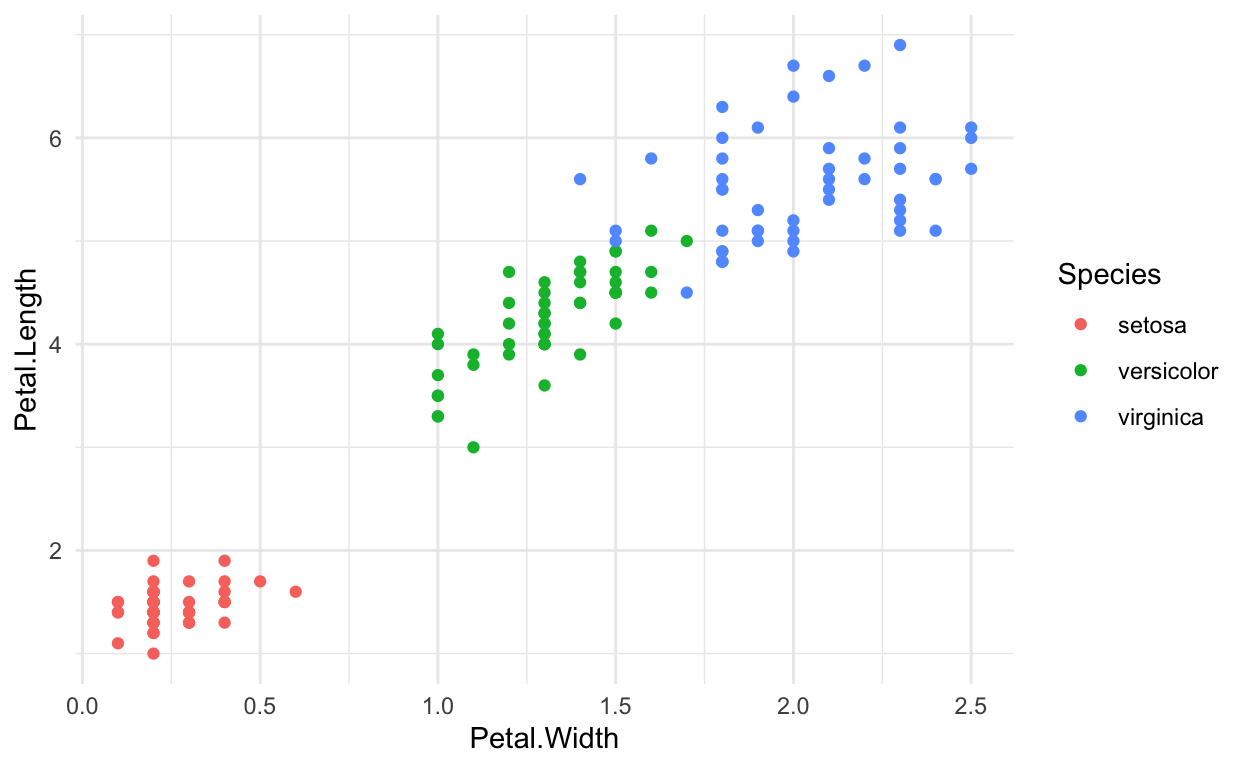 6
4
2
0.0 0.5 1.0 1.5 2.0 2.5
Petal.Width
Petal.Length
Species
setosa
versicolor
virginica